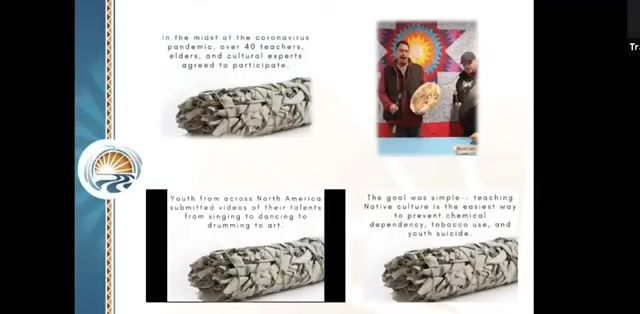 In the midst of the coronavirus
pandemic, over 40 teachers,
elders, and cultural experts
agreed to participate.
Youth from across North America
submitted videos of their talents
from singing to dancing to
drumming to art.
The goal was simple-- teaching
Native culture is the easiest way
to prevent chemical
dependency, tobacco use, and
youth suicide.